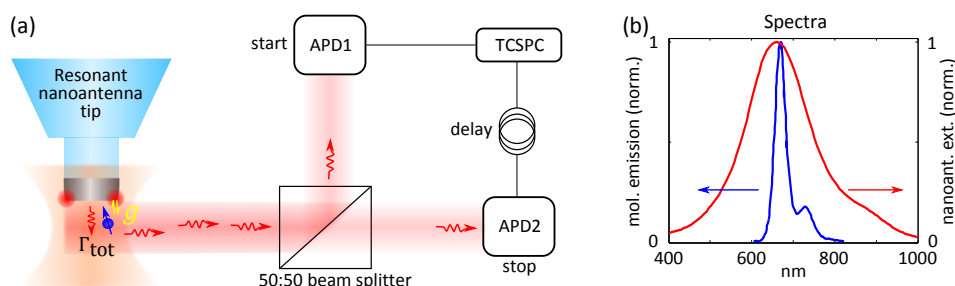 (a)
Resonant
nanoantenna
tip
g
Γtot
start
APD1
TCSPC
delay
APD2
stop
50:50 beam splitter
(b)
Spectra
mol. emission (norm.)
1
0
400
600
800
1000
nm
1
0
nanoant. ext. (norm.)